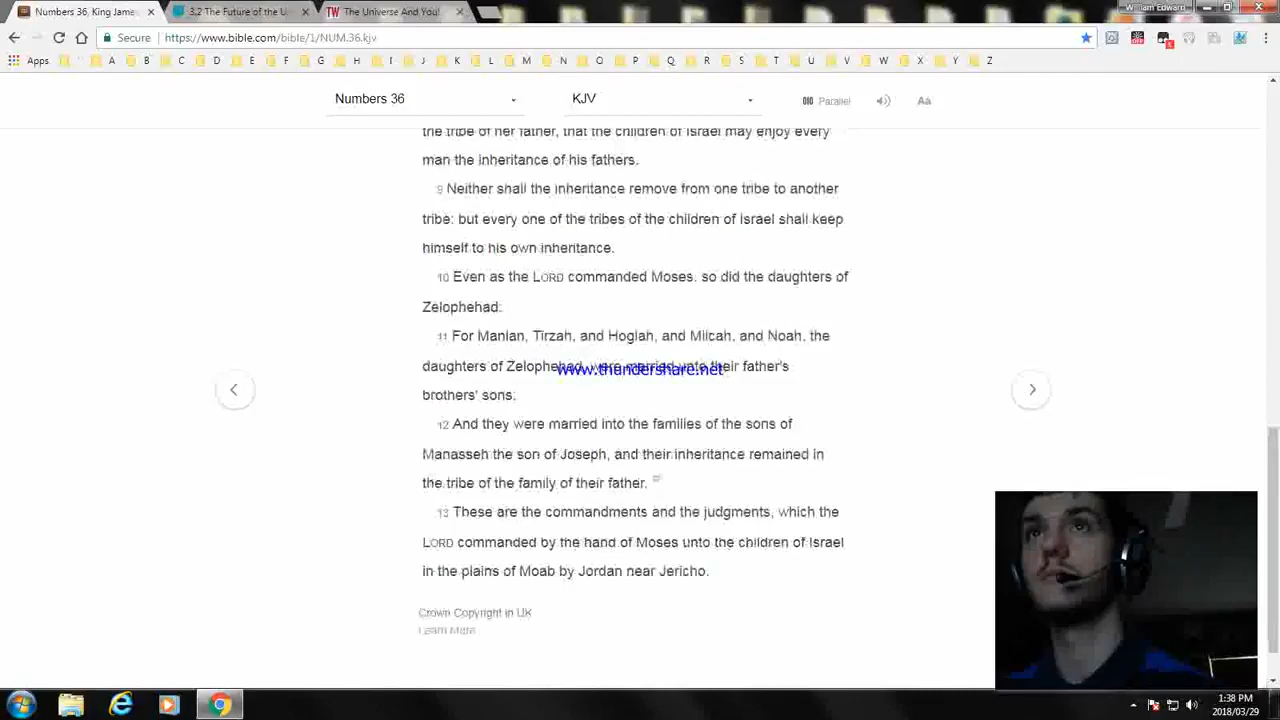 Numbers 36, King Jame
3.2 The Future of the U
The Universe And You!
William Edward
Secure
https://www.bible.com/bible/1/NUM.36.kjv
Apps
A B C D E F G H I J K L M N O P Q R S T U V W X Y Z
Numbers 36
KJV
Parallel
Aa
the tribe of her father, that the children of Israel may enjoy every
man the inheritance of his fathers.
9 Neither shall the inheritance remove from one tribe to another
tribe; but every one of the tribes of the children of Israel shall keep
himself to his own inheritance.
10 Even as the LORD commanded Moses, so did the daughters of
Zelophehad:
11 For Mahlah, Tirzah, and Hoglah, and Milcah, and Noah, the
daughters of Zelophehad, were married unto their father's
www.thundershare.net
brothers' sons:
12 And they were married into the families of the sons of
Manasseh the son of Joseph, and their inheritance remained in
the tribe of the family of their father.
13 These are the commandments and the judgments, which the
LORD commanded by the hand of Moses unto the children of Israel
in the plains of Moab by Jordan near Jericho.
Crown Copyright in UK
Learn More
1:38 PM
2018/03/29